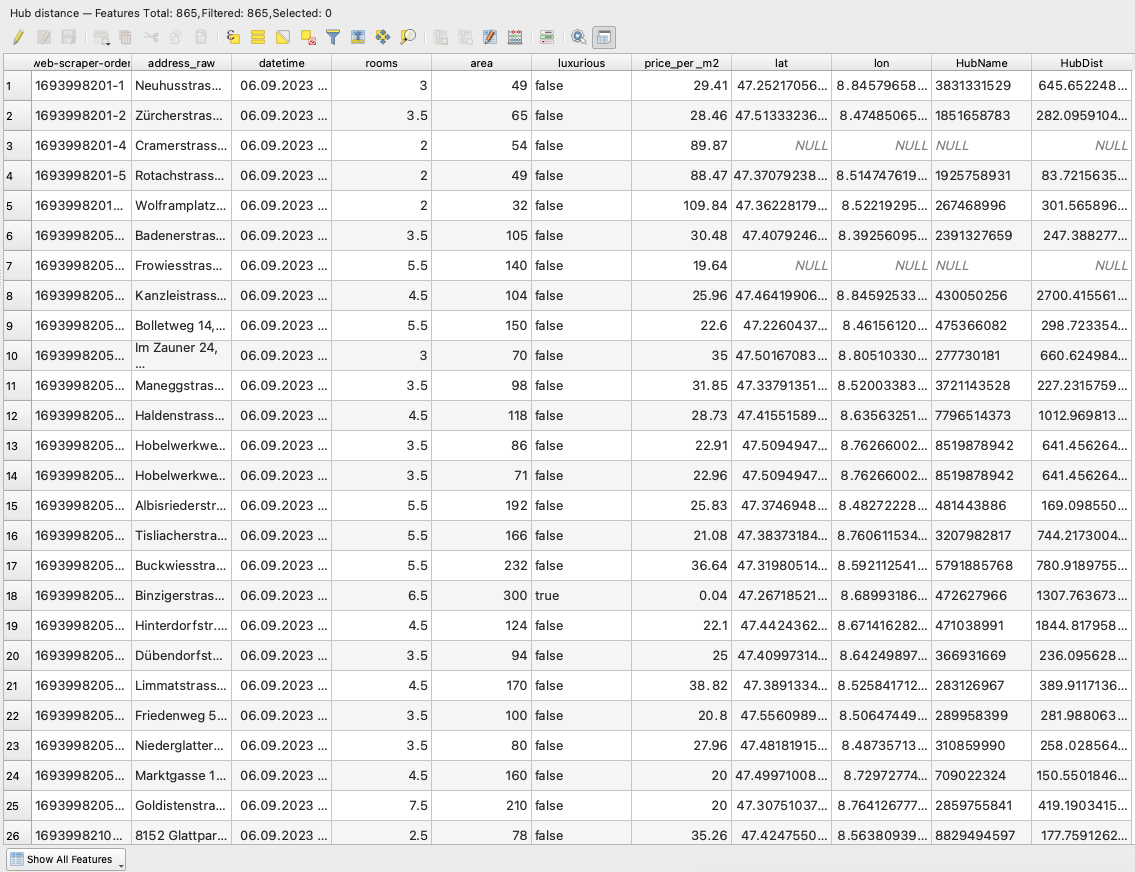 Hub distance — Features Total: 865,Filtered: 865,Selected: 0
web-scraper-order address_raw datetime rooms area luxurious price_per_m2 lat lon HubName HubDist
1 1693998201-1 Neuhusstras... 06.09.2023 ... 3 49 false 29.41 47.25217056... 8.84579658... 3831331529 645.652248...
2 1693998201-2 Zürcherstras... 06.09.2023 ... 3.5 65 false 28.46 47.51333236... 8.47485065... 1851658783 282.0959104...
3 1693998201-4 Cramerstrass... 06.09.2023 ... 2 54 false 89.87 NULL NULL NULL NULL
4 1693998201-5 Rotachstrass... 06.09.2023 ... 2 49 false 88.47 47.37079238... 8.514747619... 1925758931 83.7215635...
5 1693998201... Wolframplatz... 06.09.2023 ... 2 32 false 109.84 47.36228179... 8.52219295... 267468996 301.565896...
6 1693998205... Badenerstras... 06.09.2023 ... 3.5 105 false 30.48 47.4079246... 8.39256095... 2391327659 247.388277...
7 1693998205... Frowiesstras... 06.09.2023 ... 5.5 140 false 19.64 NULL NULL NULL NULL
8 1693998205... Kanzleistrass... 06.09.2023 ... 4.5 104 false 25.96 47.46419906... 8.84592533... 430050256 2700.415561...
9 1693998205... Bolletweg 14,... 06.09.2023 ... 5.5 150 false 22.6 47.2260437... 8.46156120... 475366082 298.723354...
10 1693998205... Im Zauner 24, ... 06.09.2023 ... 3 70 false 35 47.50167083... 8.80510330... 277730181 660.624984...
11 1693998205... Maneggstras... 06.09.2023 ... 3.5 98 false 31.85 47.33791351... 8.52003383... 3721143528 227.2315759...
12 1693998205... Haldenstrass... 06.09.2023 ... 4.5 118 false 28.73 47.41551589... 8.63563251... 7796514373 1012.969813...
13 1693998205... Hobelwerkwe... 06.09.2023 ... 3.5 86 false 22.91 47.5094947... 8.76266002... 8519878942 641.456264...
14 1693998205... Hobelwerkwe... 06.09.2023 ... 3.5 71 false 22.96 47.5094947... 8.76266002... 8519878942 641.456264...
15 1693998205... Albisriederstr... 06.09.2023 ... 5.5 192 false 25.83 47.3746948... 8.48272228... 481443886 169.098550...
16 1693998205... Tisliacherstra... 06.09.2023 ... 5.5 166 false 21.08 47.38373184... 8.760611534... 3207982817 744.2173004...
17 1693998205... Buckwiesstra... 06.09.2023 ... 5.5 232 false 36.64 47.31980514... 8.592112541... 5791885768 780.9189755...
18 1693998205... Binzigerstras... 06.09.2023 ... 6.5 300 true 0.04 47.26718521... 8.68993186... 472627966 1307.763673...
19 1693998205... Hinterdorfstr.... 06.09.2023 ... 4.5 124 false 22.1 47.4424362... 8.671416282... 471038991 1844.817958...
20 1693998205... Dübendorfst... 06.09.2023 ... 3.5 94 false 25 47.40997314... 8.64249897... 366931669 236.095628...
21 1693998205... Limmatstrass... 06.09.2023 ... 4.5 170 false 38.82 47.3891334... 8.525841712... 283126967 389.9117136...
22 1693998205... Friedenweg 5... 06.09.2023 ... 3.5 100 false 20.8 47.5560989... 8.50647449... 289958399 281.988063...
23 1693998205... Niederglatter... 06.09.2023 ... 3.5 80 false 27.96 47.48181915... 8.48735713... 310859990 258.028564...
24 1693998205... Marktgasse 1... 06.09.2023 ... 4.5 160 false 20 47.49971008... 8.72972774... 709022324 150.5501846...
25 1693998205... Goldistenstra... 06.09.2023 ... 7.5 210 false 20 47.30751037... 8.764126777... 2859755841 419.1903415...
26 1693998210... 8152 Glattpar... 06.09.2023 ... 2.5 78 false 35.26 47.4247550... 8.56380939... 8829494597 177.7591262...
Show All Features